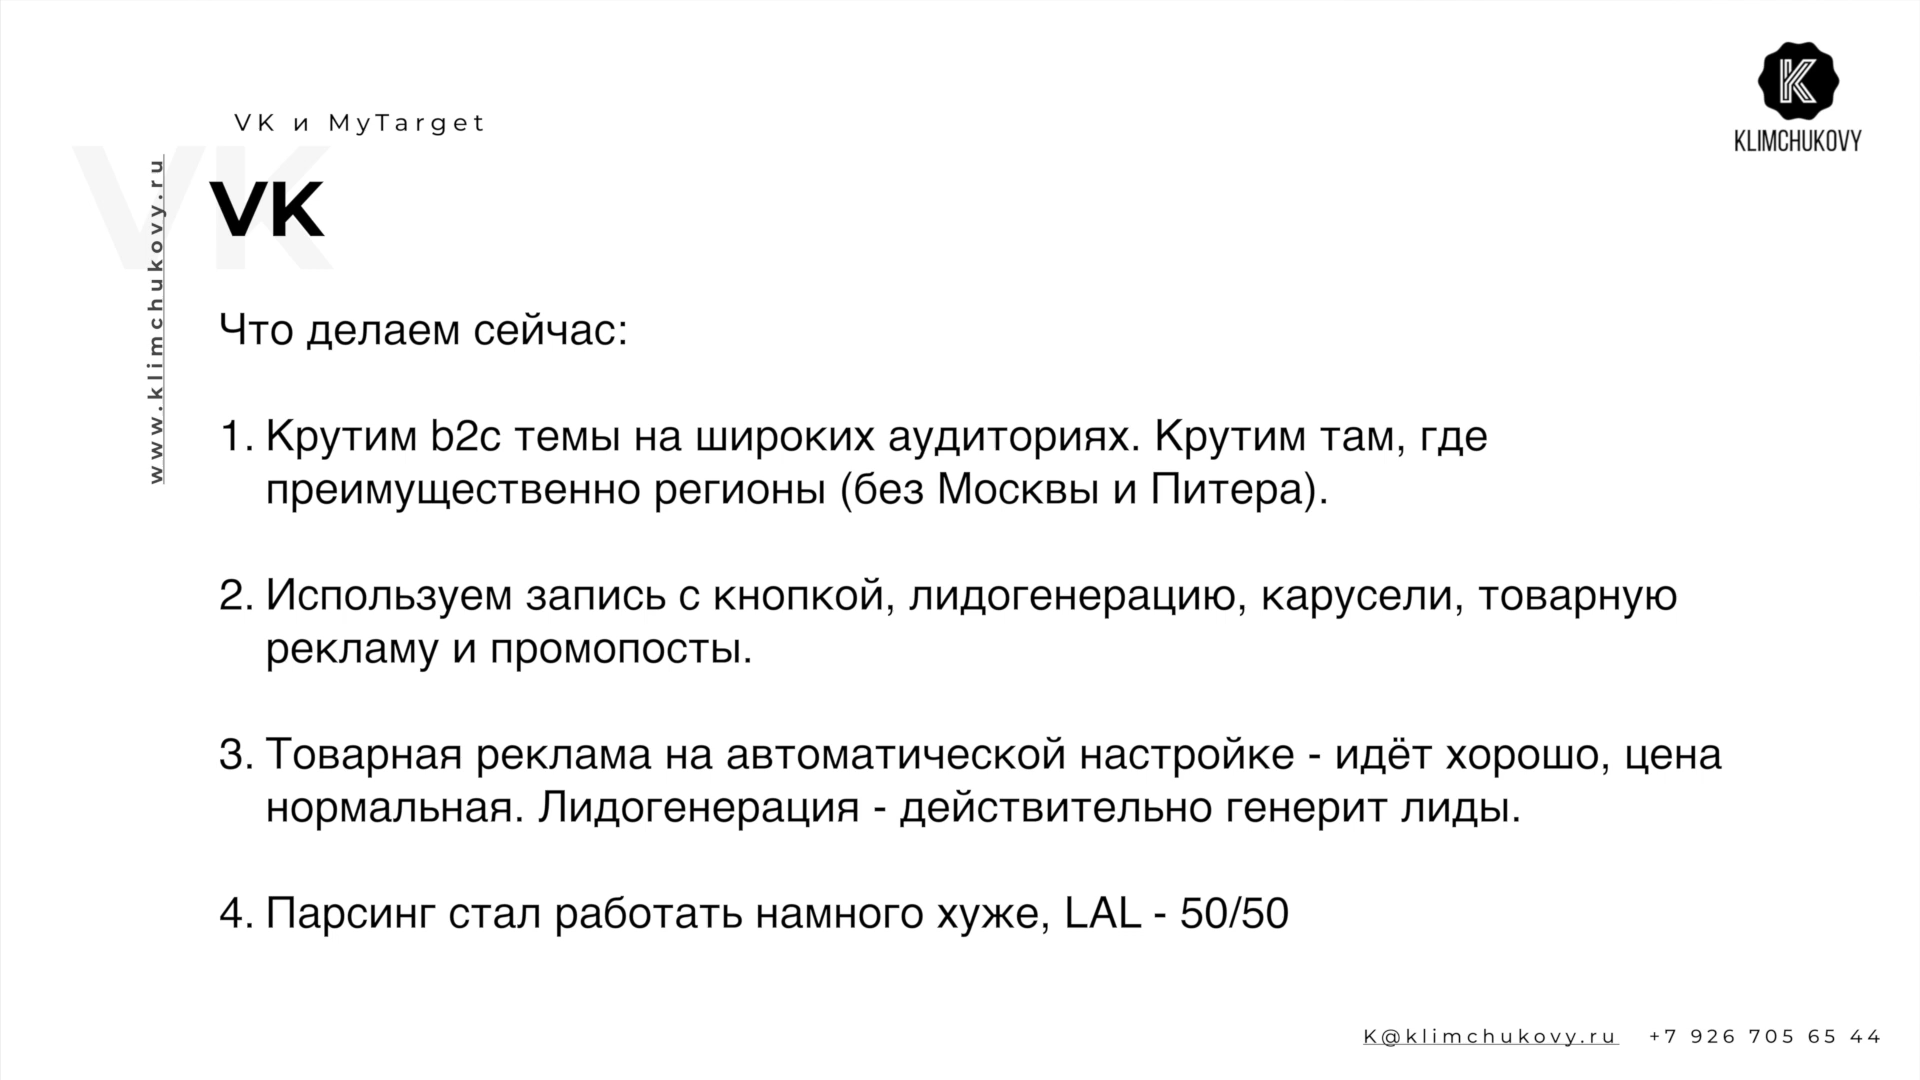 VK и MyTarget
KLIMCHUKOVY
VK
VK
www.klimchukovy.ru
Что делаем сейчас:
1. Крутим b2c темы на широких аудиториях. Крутим там, где
преимущественно регионы (без Москвы и Питера).
2. Используем запись с кнопкой, лидогенерацию, карусели, товарную
рекламу и промопосты.
3. Товарная реклама на автоматической настройке - идёт хорошо, цена
нормальная. Лидогенерация - действительно генерит лиды.
4. Парсинг стал работать намного хуже, LAL - 50/50
K@klimchukovy.ru +7 926 705 65 44